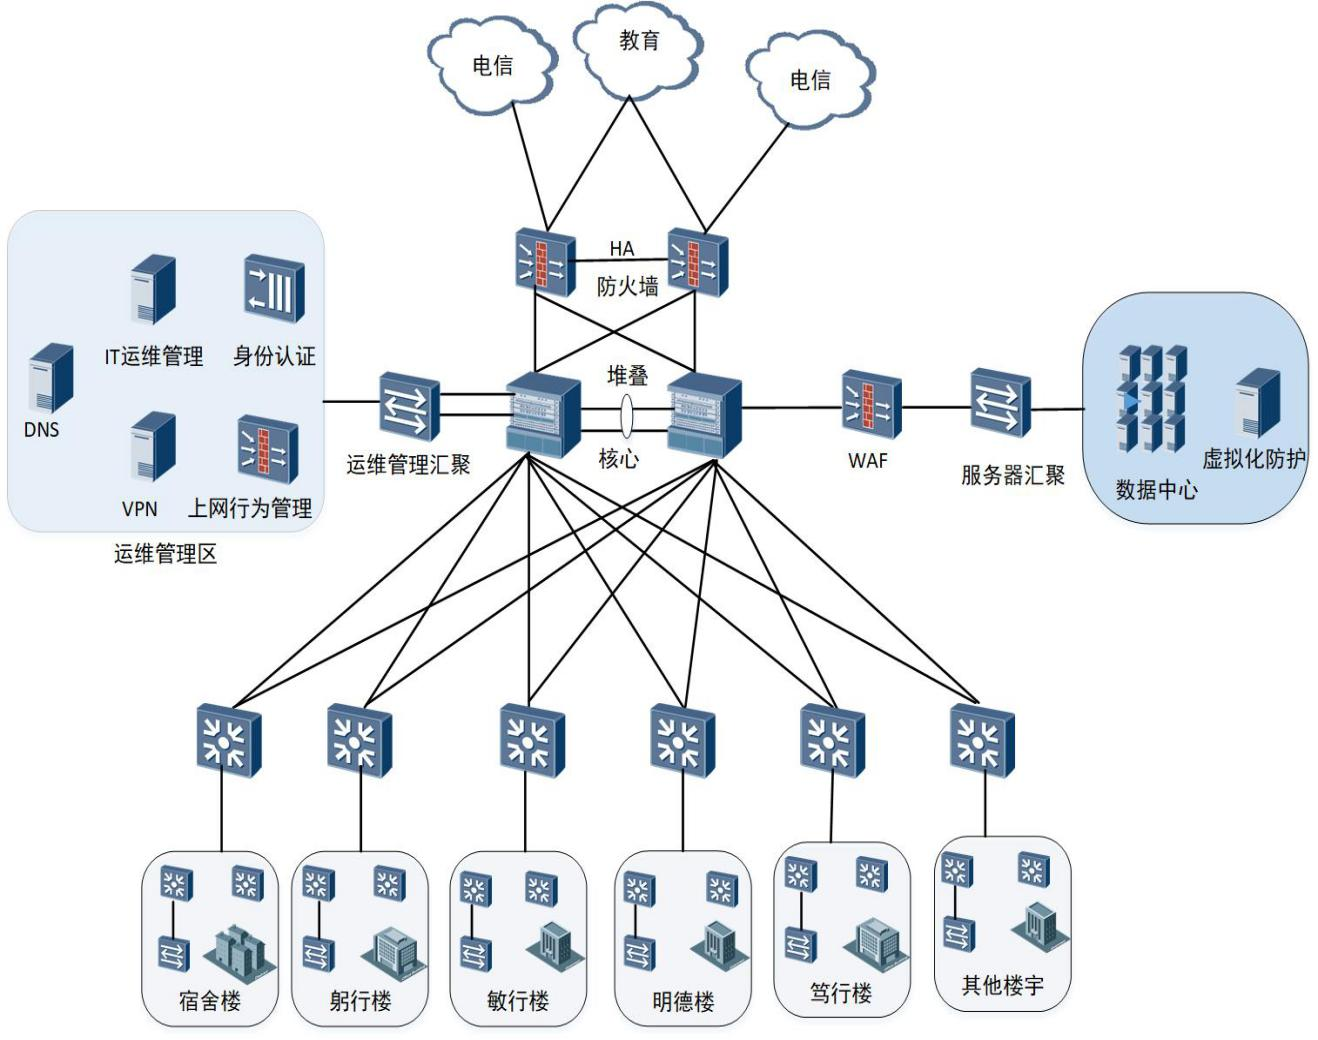 电信
教育
电信
HA
防火墙
IT运维管理
身份认证
DNS
VPN
上网行为管理
运维管理区
运维管理汇聚
堆叠
核心
WAF
服务器汇聚
数据中心
虚拟化防护
宿舍楼
躬行楼
敏行楼
明德楼
笃行楼
其他楼宇